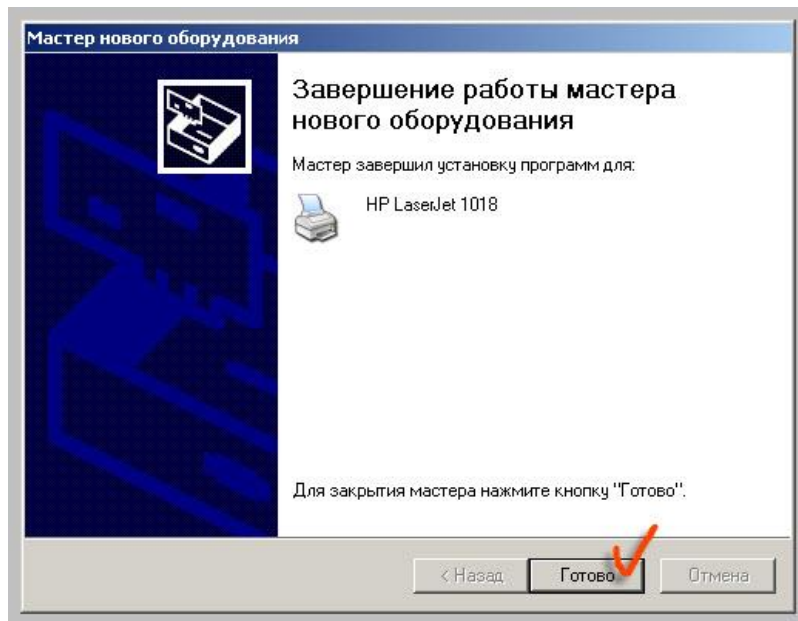 Мастер нового оборудования
Завершение работы мастера
нового оборудования
Мастер завершил установку программ для:
HP LaserJet 1018
Для закрытия мастера нажмите кнопку "Готово".
< Назад
Готово
Отмена